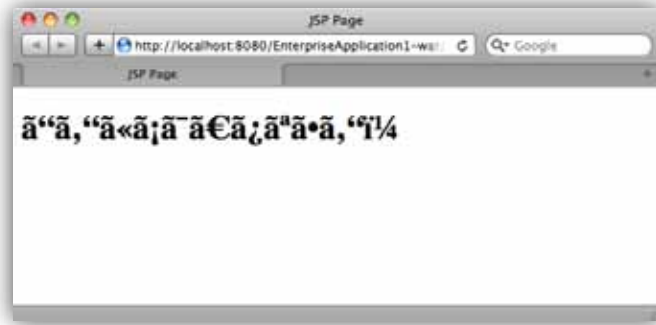 JSP Page
http://localhost:8080/EnterpriseApplication1-war/
Google
JSP Page
ã“ã‚“ã«ã¡ã¯ã€ã¿ãªã•ã‚“ï¼